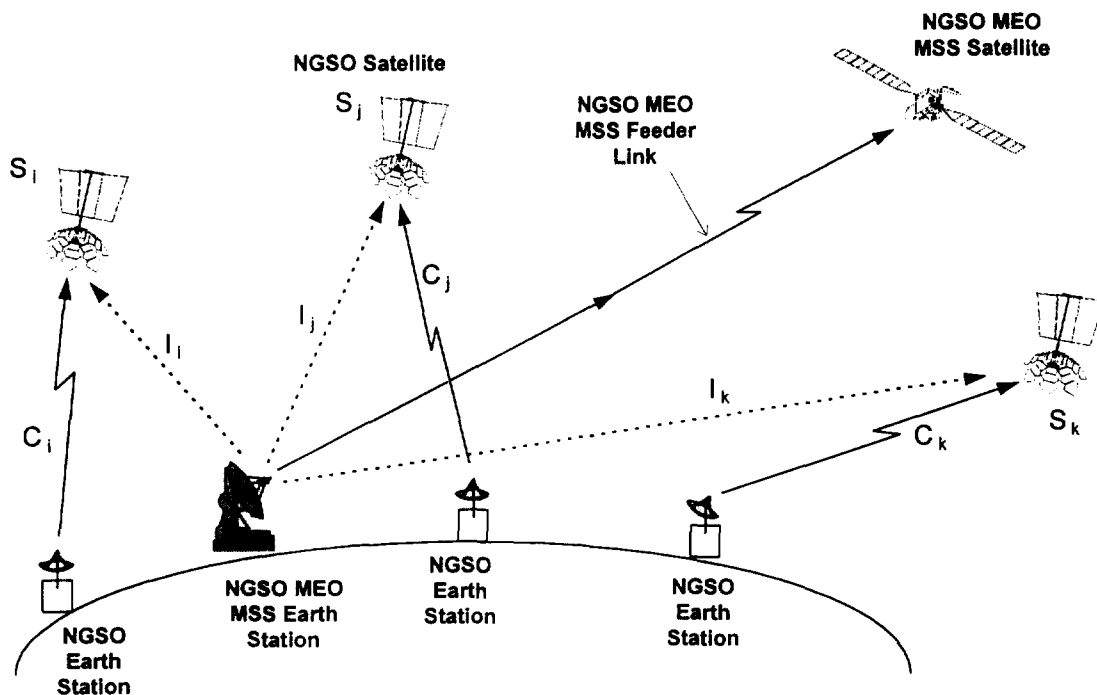 NGSO MEO
MSS Satellite
NGSO Satellite
S j
NGSO MEO
MSS Feeder
Link
S i
C j
I j
I i
I k
S k
C i
C k
NGSO MEO
MSS Earth
Station
NGSO
Earth
Station
NGSO
Earth
Station
NGSO
Earth
Station